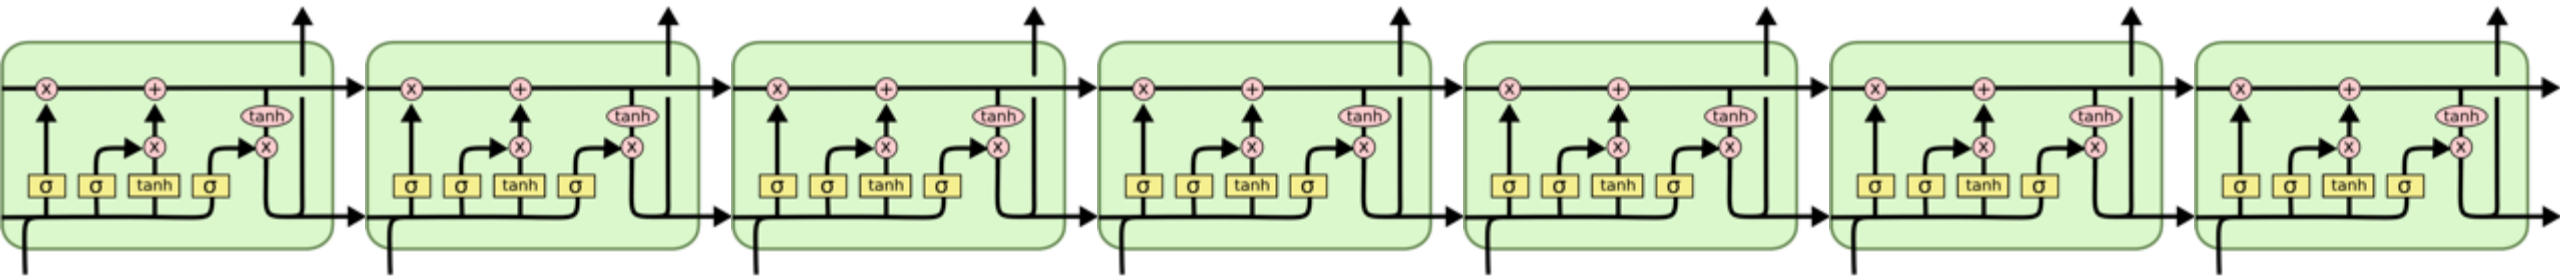 x + x + x + x + x + x + x +
tanh tanh tanh tanh tanh tanh tanh
x x x x x x x x x x x x x x
σ σ tanh σ σ σ tanh σ σ σ tanh σ σ σ tanh σ σ σ tanh σ σ σ tanh σ σ σ tanh σ